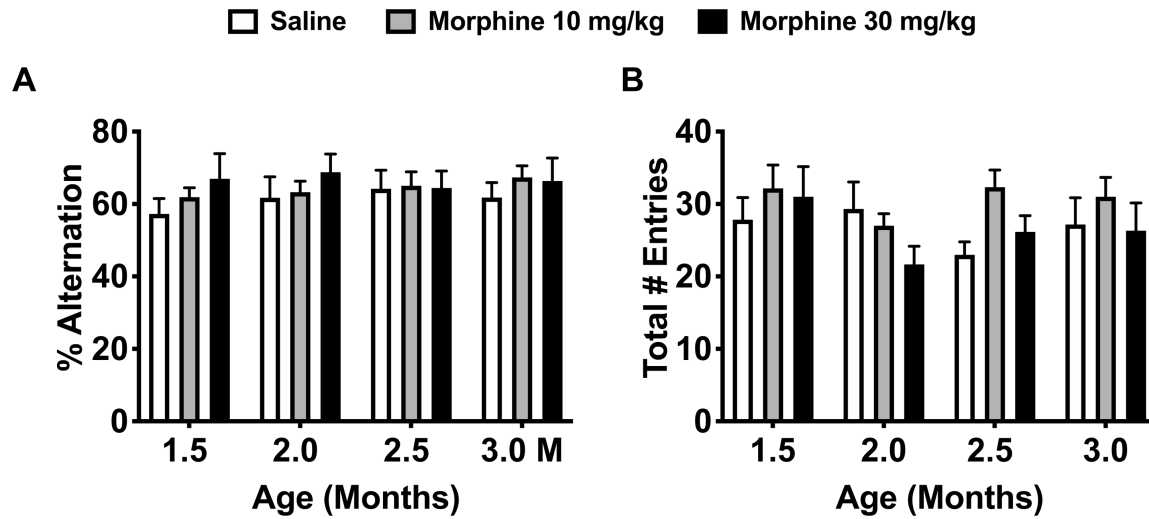 Saline Morphine 10 mg/kg Morphine 30 mg/kg
A
% Alternation
80
60
40
20
0
1.5 2.0 2.5 3.0 M
Age (Months)
B
Total # Entries
40
30
20
10
0
1.5 2.0 2.5 3.0
Age (Months)